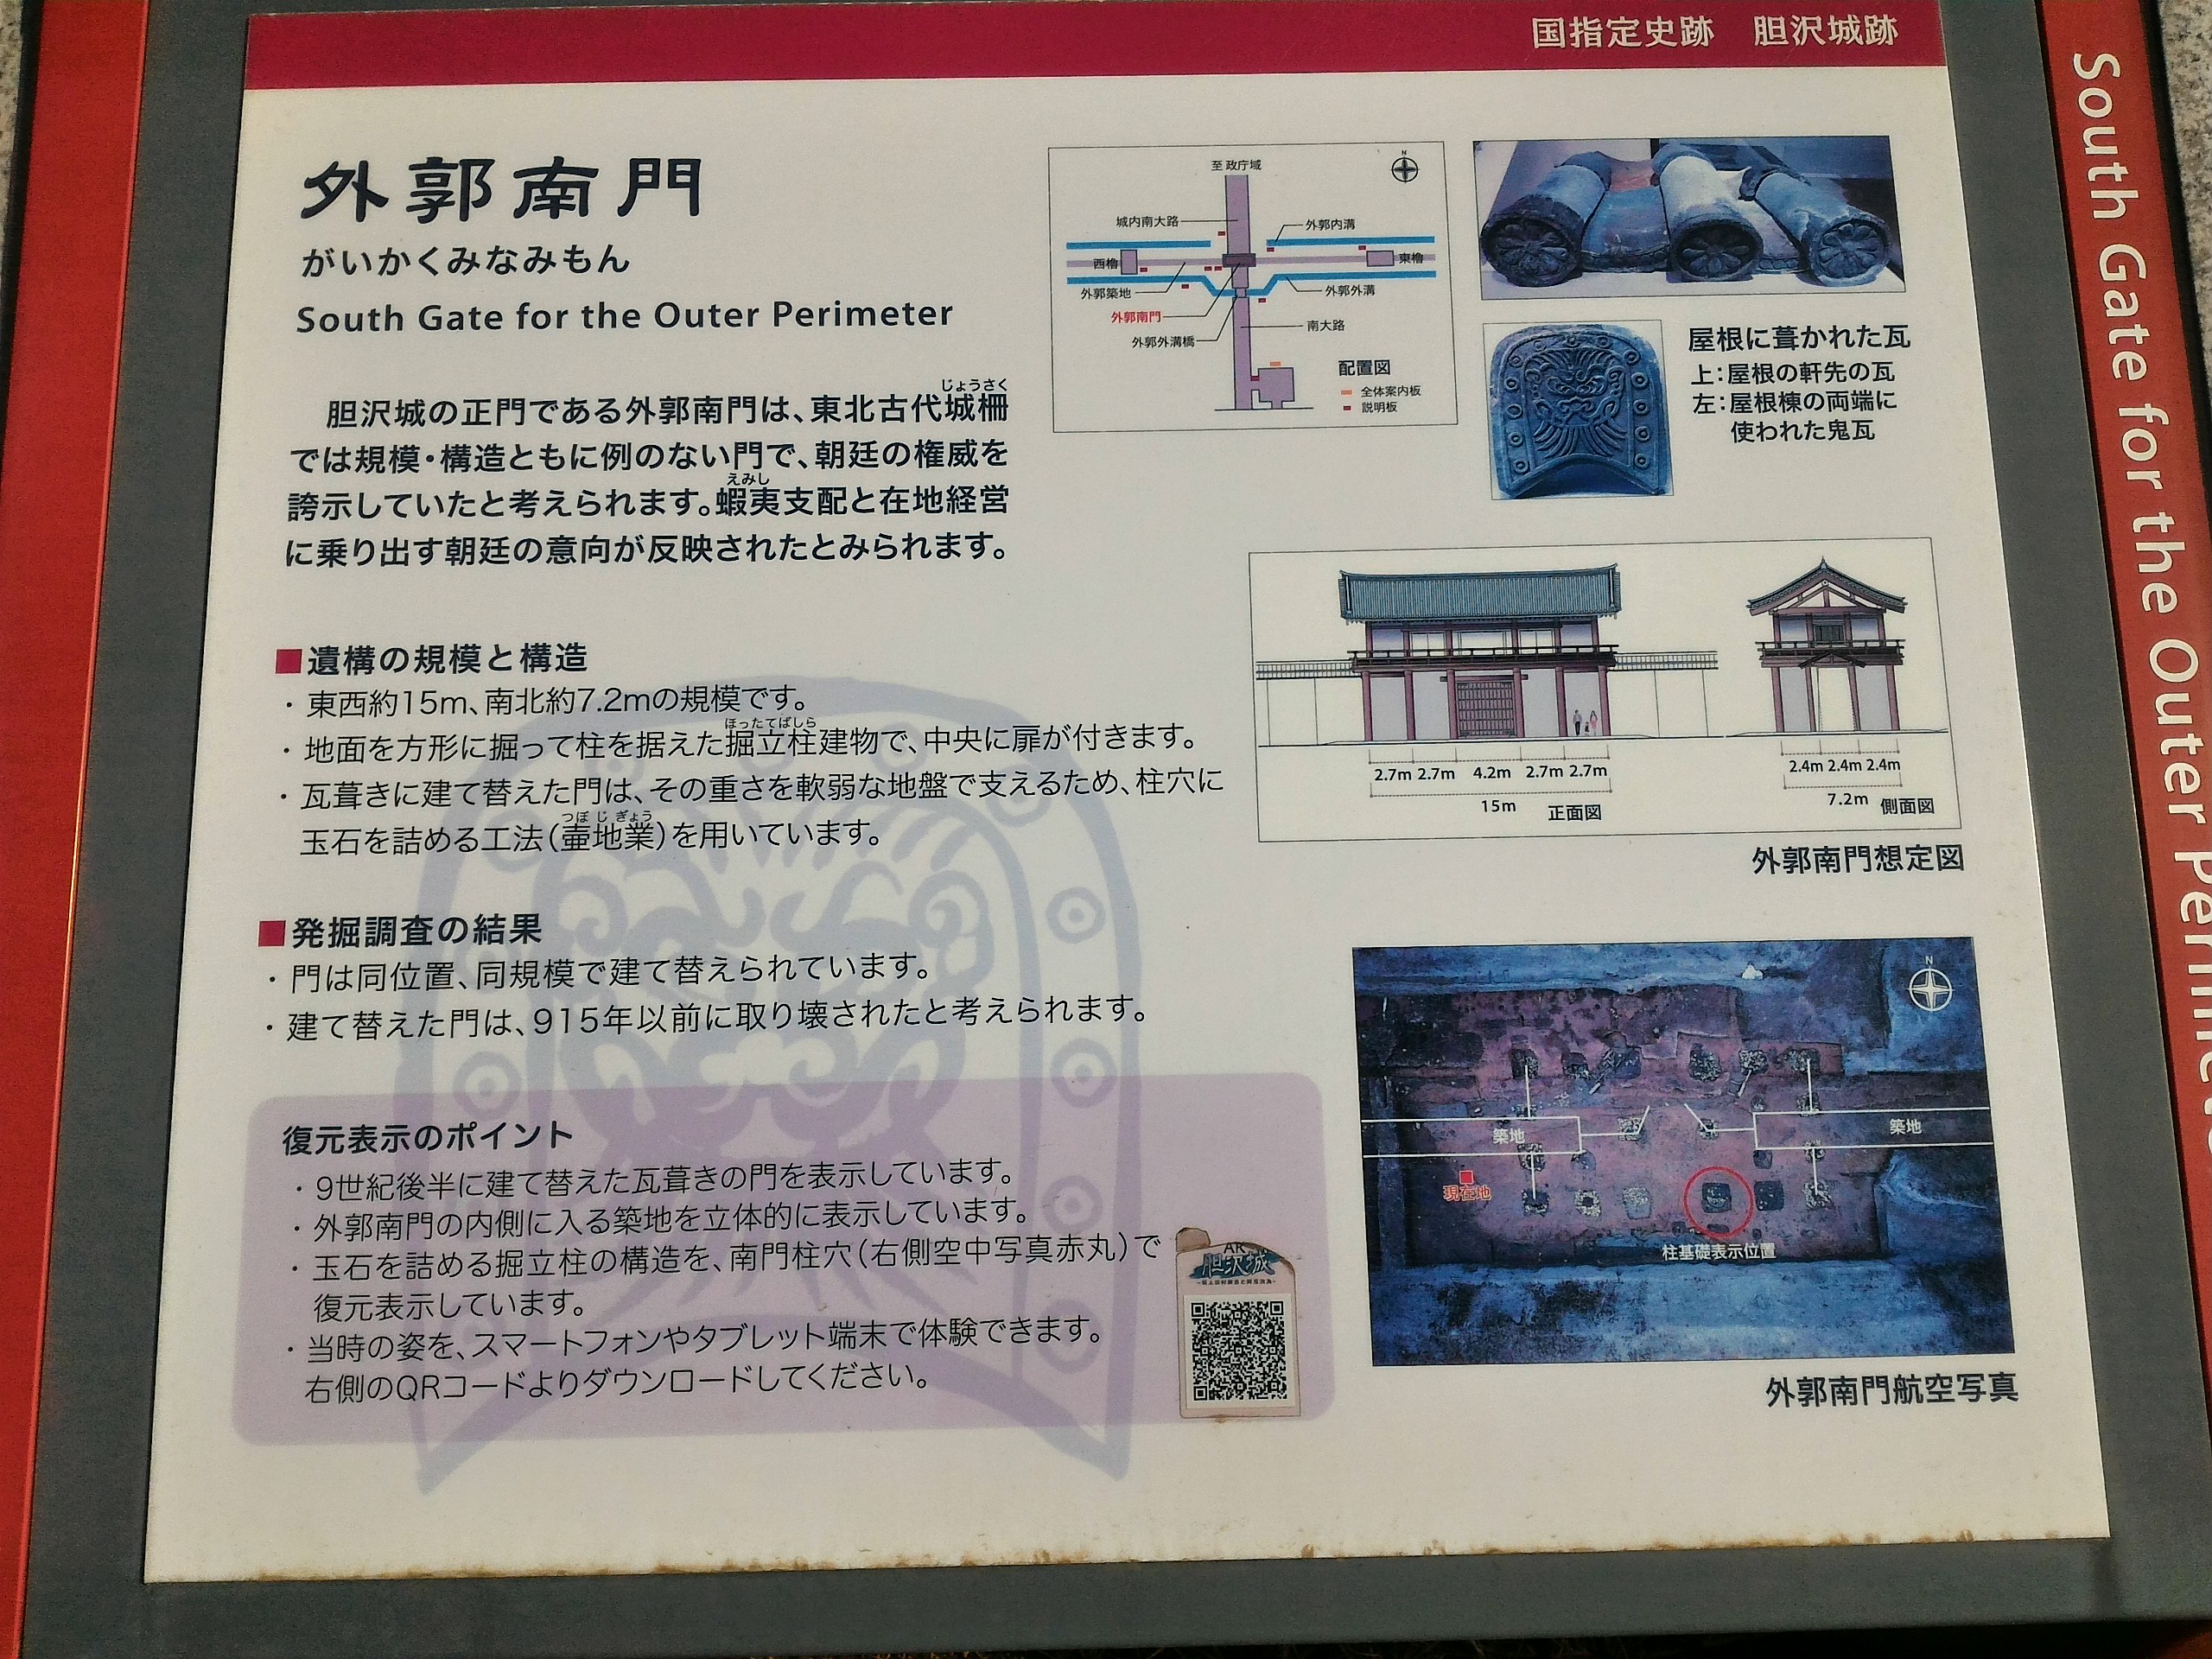 国指定史跡　胆沢城跡
外郭南門
がいかくみなみもん
South Gate for the Outer Perimeter
じょうさく
胆沢城の正門である外郭南門は、東北古代城柵
では規模・構造ともに例のない門で、朝廷の権威を
えみし
誇示していたと考えられます。蝦夷支配と在地経営
に乗り出す朝廷の意向が反映されたとみられます。
■遺構の規模と構造
・東西約15m、南北約7.2mの規模です。
ほったてばしら
・地面を方形に掘って柱を据えた掘立柱建物で、中央に扉が付きます。
・瓦葺きに建て替えた門は、その重さを軟弱な地盤で支えるため、柱穴に
つぼ じ ぎょう
玉石を詰める工法（壷地業）を用いています。
■発掘調査の結果
・門は同位置、同規模で建て替えられています。
・建て替えた門は、915年以前に取り壊されたと考えられます。
復元表示のポイント
・9世紀後半に建て替えた瓦葺きの門を表示しています。
・外郭南門の内側に入る築地を立体的に表示しています。
・玉石を詰める掘立柱の構造を、南門柱穴（右側空中写真赤丸）で
復元表示しています。
・当時の姿を、スマートフォンやタブレット端末で体験できます。
右側のQRコードよりダウンロードしてください。
AR
胆沢城
至 政庁域
N
城内南大路
外郭内溝
西櫓
東櫓
外郭築地
外郭外溝
外郭南門
南大路
外郭外溝橋
配置図
全体案内板
説明板
屋根に葺かれた瓦
上：屋根の軒先の瓦
左：屋根棟の両端に
使われた鬼瓦
2.7m 2.7m 4.2m 2.7m 2.7m
15m 正面図
2.4m 2.4m 2.4m
7.2m 側面図
外郭南門想定図
N
築地
築地
現在地
柱基礎表示位置
外郭南門航空写真
South Gate for the Outer Perimeter